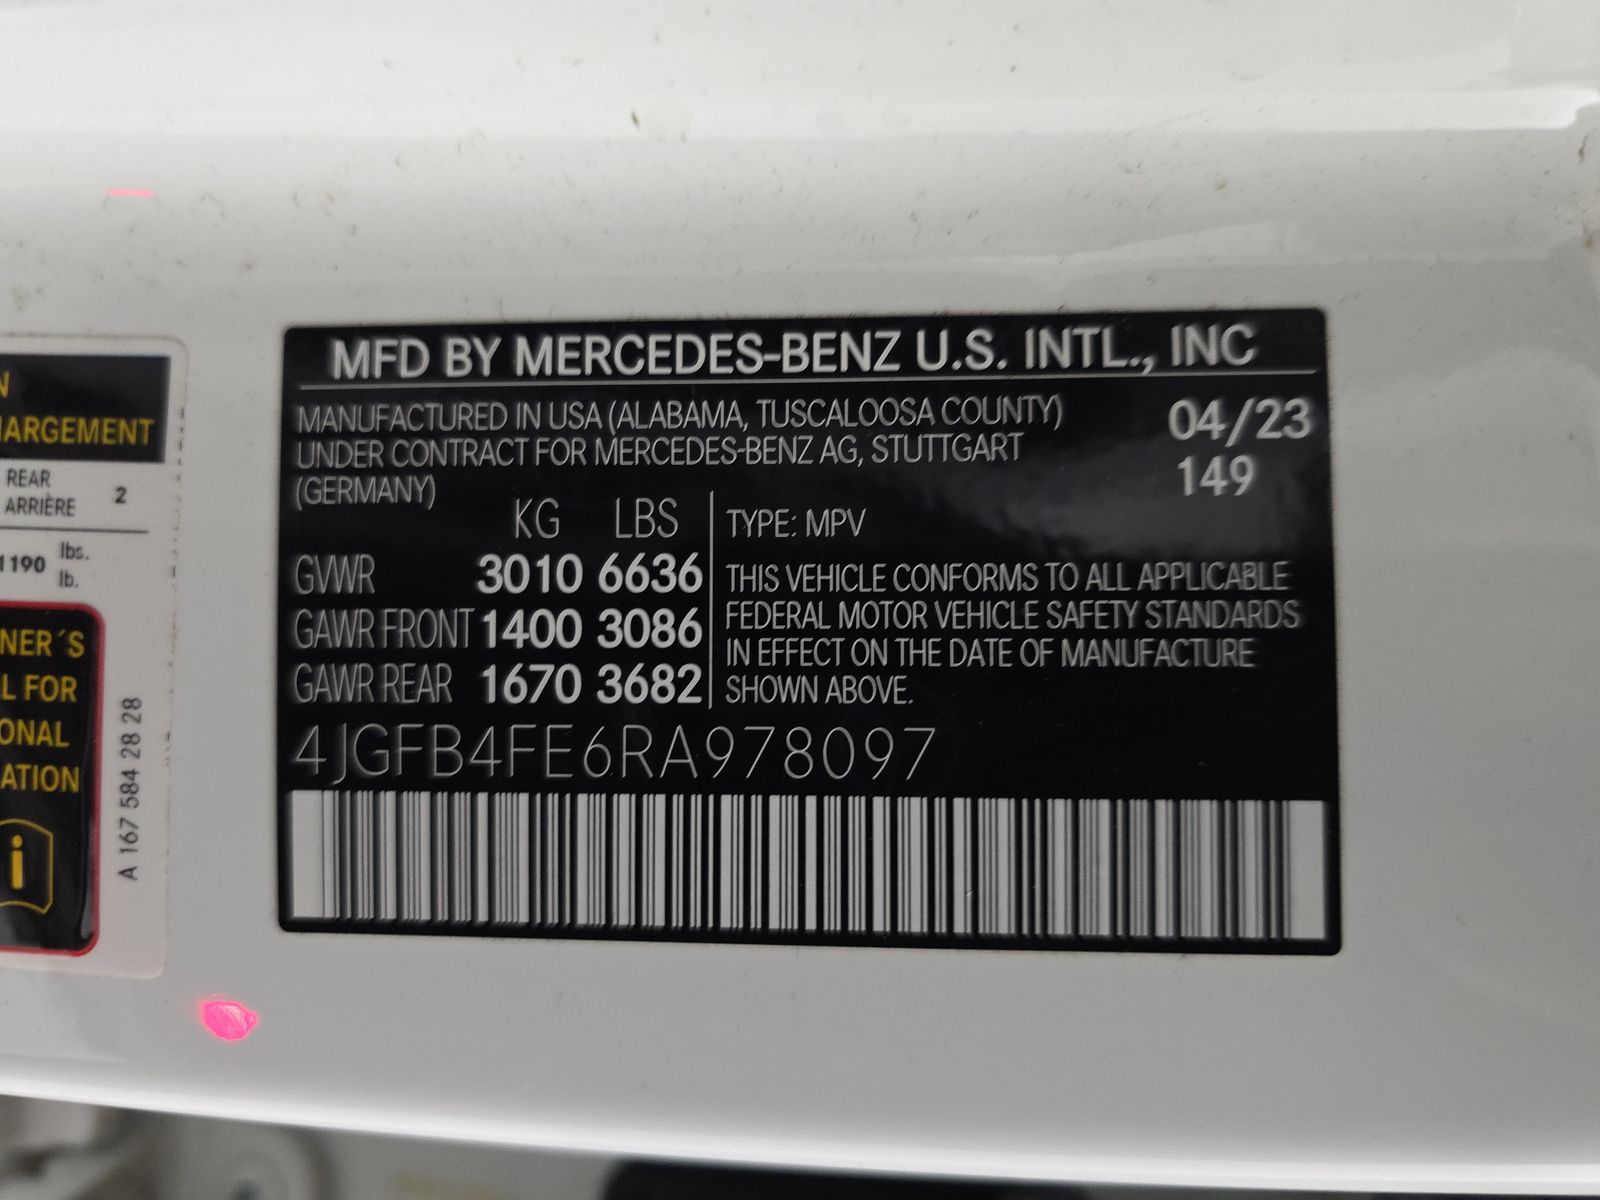 MFD BY MERCEDES-BENZ U.S. INTL., INC
MANUFACTURED IN USA (ALABAMA, TUSCALOOSA COUNTY)
UNDER CONTRACT FOR MERCEDES-BENZ AG, STUTTGART
(GERMANY)
04/23
149
KG LBS
GVWR 3010 6636
GAWR FRONT 1400 3086
GAWR REAR 1670 3682
TYPE: MPV
THIS VEHICLE CONFORMS TO ALL APPLICABLE
FEDERAL MOTOR VEHICLE SAFETY STANDARDS
IN EFFECT ON THE DATE OF MANUFACTURE
SHOWN ABOVE.
4JGFB4FE6RA978097
N
HARGEMENT
REAR
ARRIÈRE 2
1190 lbs.
lb.
NER´S
L FOR
ONAL
ATION
i
A 167 584 28 28